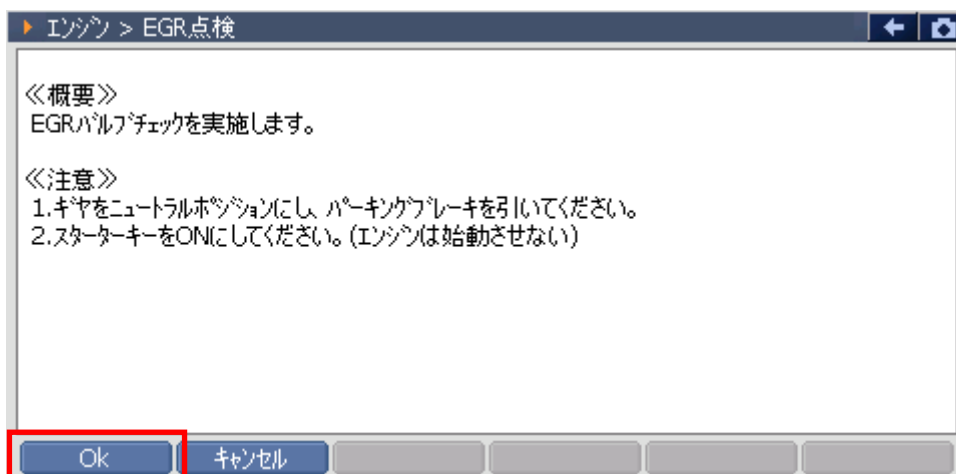 ｴﾝｼﾞﾝ > EGR点検
≪概要≫
EGRﾊﾞﾙﾌﾞﾁｪｯｸを実施します。
≪注意≫
1.ｷﾞﾔをﾆｭｰﾄﾗﾙﾎﾟｼﾞｼｮﾝにし、ﾊﾟｰｷﾝｸﾞﾌﾞﾚｰｷを引いてください。
2.ｽﾀｰﾀｰｷｰをONにしてください。(ｴﾝｼﾞﾝは始動させない)
Ok ｷｬﾝｾﾙ